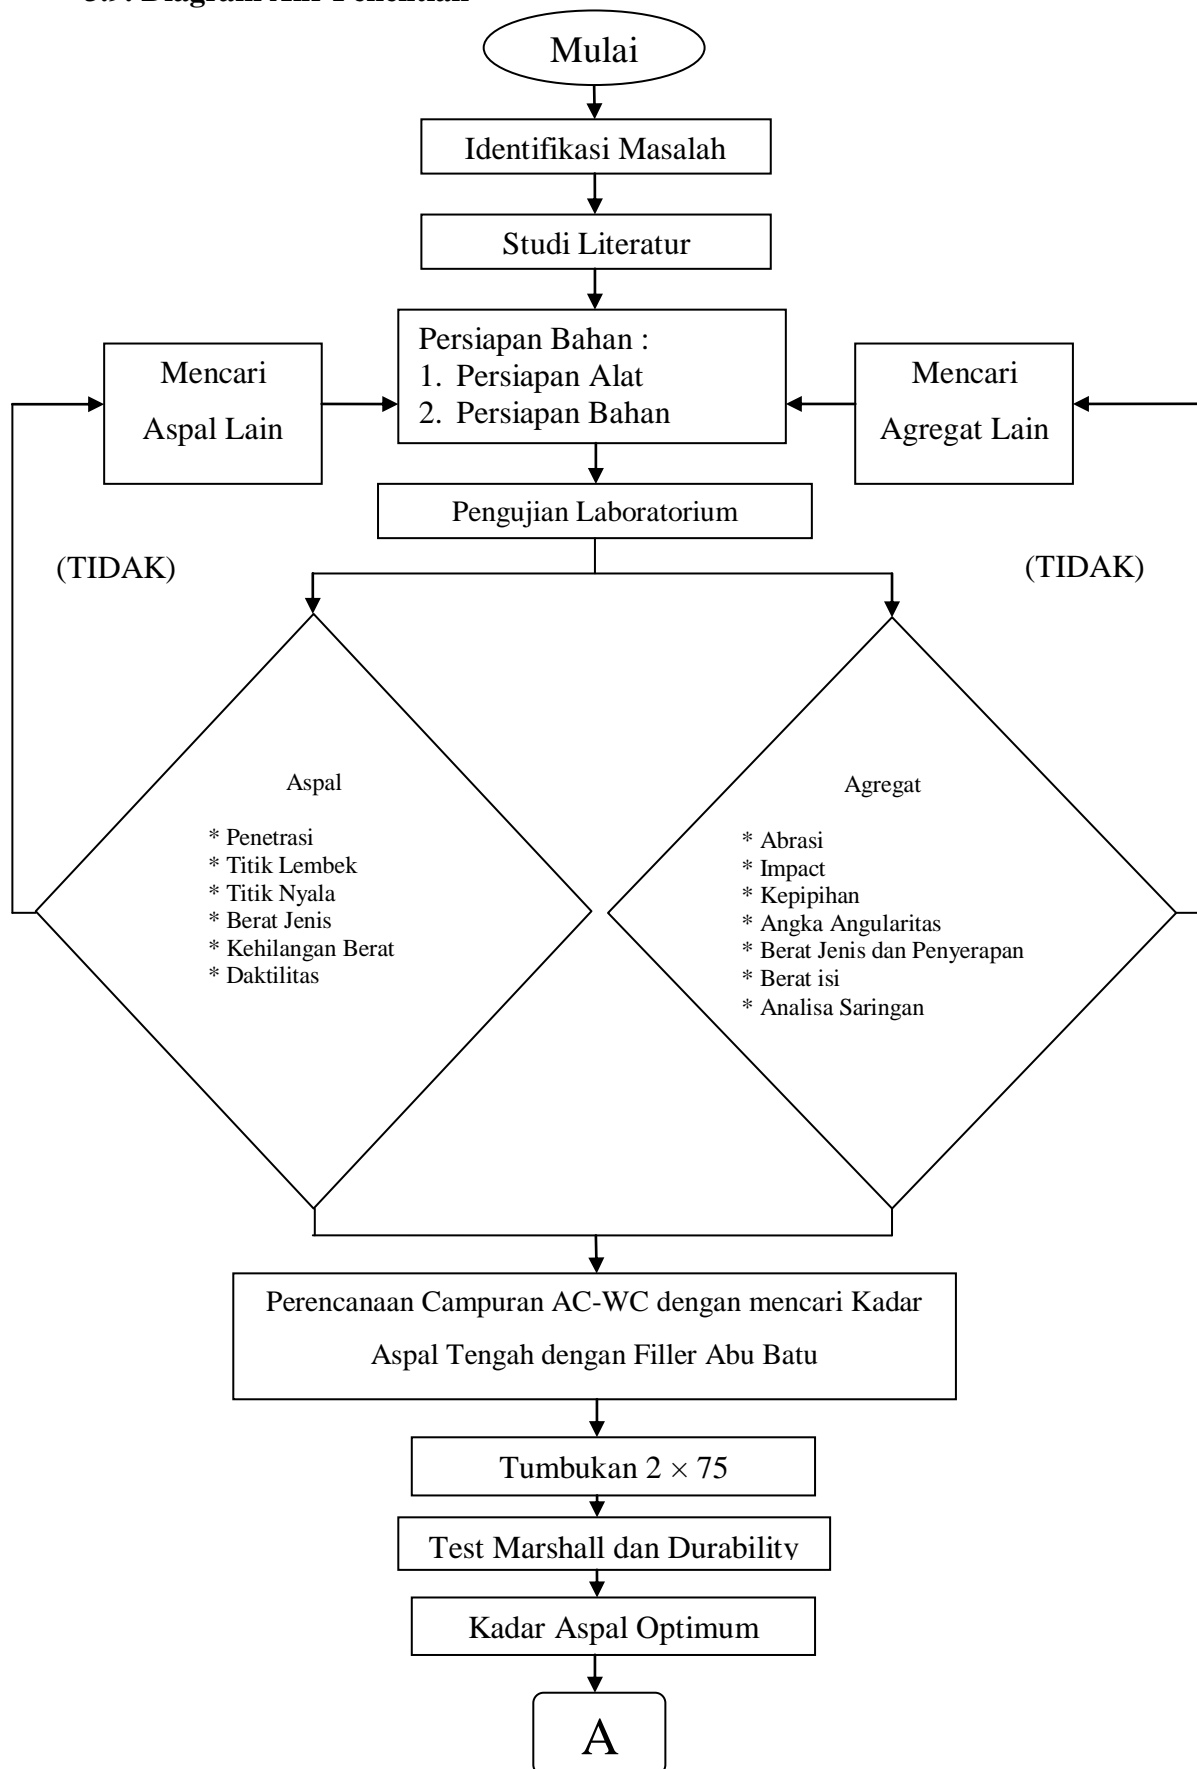 Mulai
Identifikasi Masalah
Studi Literatur
Persiapan Bahan :
1. Persiapan Alat
2. Persiapan Bahan
Mencari
Aspal Lain
Mencari
Agregat Lain
Pengujian Laboratorium
(TIDAK)
(TIDAK)
Aspal
* Penetrasi
* Titik Lembek
* Titik Nyala
* Berat Jenis
* Kehilangan Berat
* Daktilitas
Agregat
* Abrasi
* Impact
* Kepipihan
* Angka Angularitas
* Berat Jenis dan Penyerapan
* Berat isi
* Analisa Saringan
Perencanaan Campuran AC-WC dengan mencari Kadar
Aspal Tengah dengan Filler Abu Batu
Tumbukan 2 × 75
Test Marshall dan Durability
Kadar Aspal Optimum
A